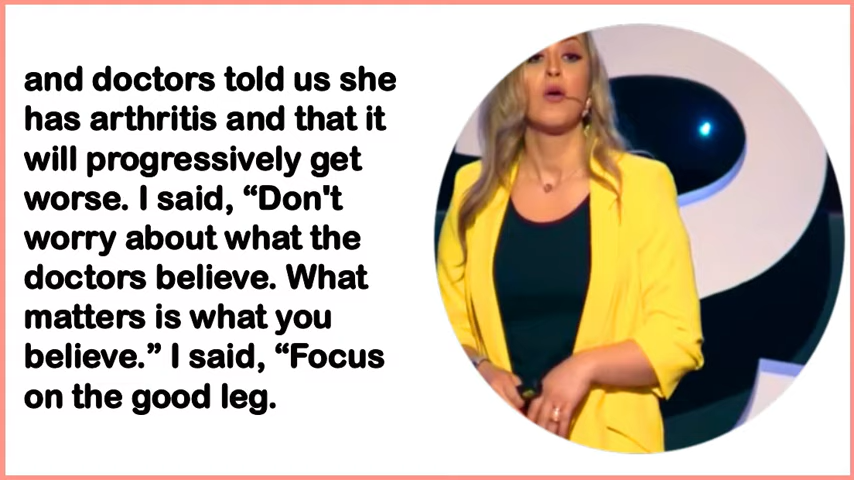 and doctors told us she
has arthritis and that it
will progressively get
worse. I said, “Don't
worry about what the
doctors believe. What
matters is what you
believe.” I said, “Focus
on the good leg.